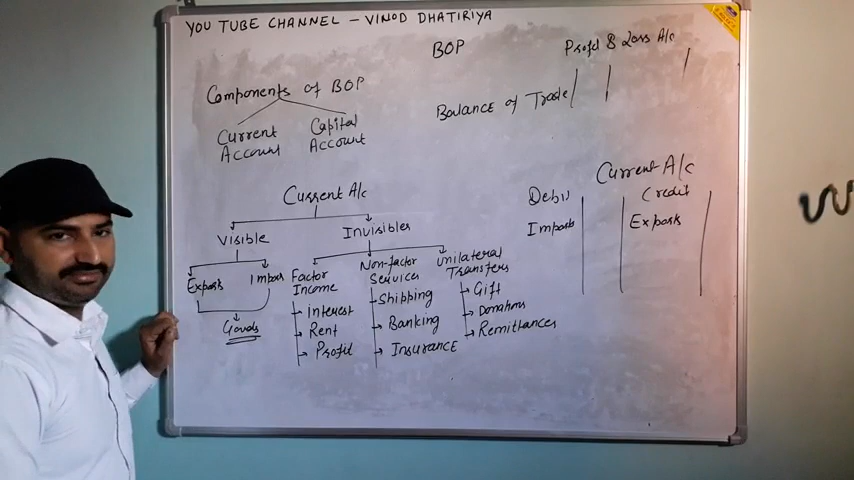 YOU TUBE CHANNEL - VINOD DHATIRIYA
BOP
Profit & Loss A/c
Components of BOP
Current Account
Capital Account
Balance of Trade
Current A/c
Visible
Invisibles
Exports
Impors
Goods
Factor Income
→ interest
→ Rent
→ Profit
Non-factor Services
→ Shipping
→ Banking
→ Insurance
Unilateral Transfers
→ Gift
→ Donations
→ Remittances
Current A/c
Debit
Credit
Imports
Exports